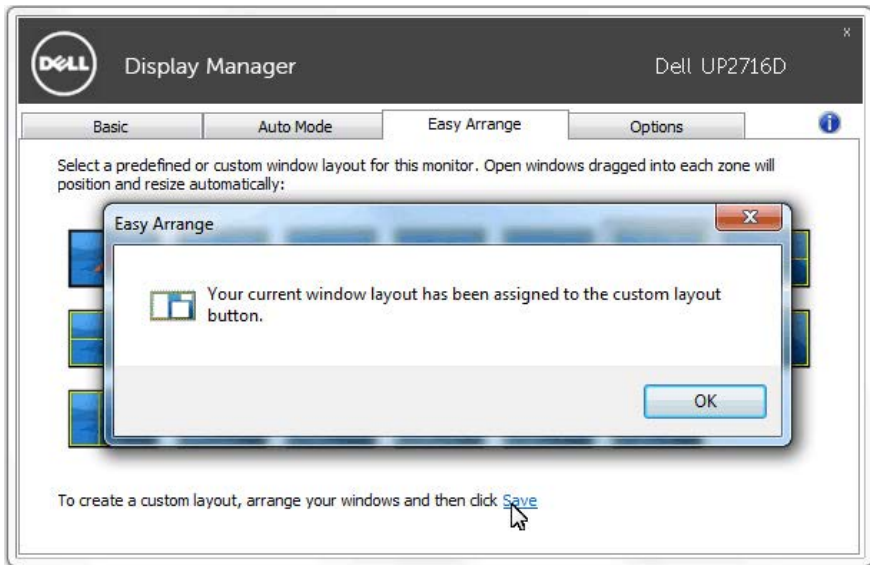 DELL
Display Manager
Dell UP2716D
x
Basic
Auto Mode
Easy Arrange
Options
i
Select a predefined or custom window layout for this monitor. Open windows dragged into each zone will
position and resize automatically:
Easy Arrange
x
Your current window layout has been assigned to the custom layout
button.
OK
To create a custom layout, arrange your windows and then click Save